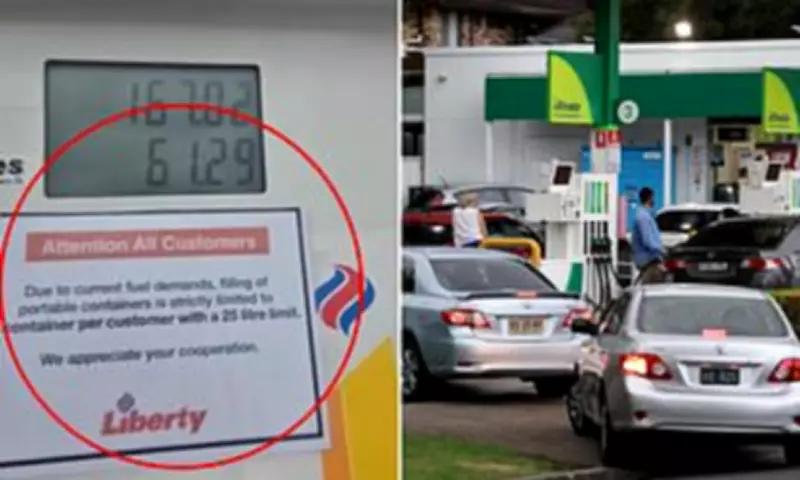 167.02
61.29
Attention All Customers
Due to current fuel demands, filling of
portable containers is strictly limited to
container per customer with a 25 litre limit.
We appreciate your cooperation.
Liberty
3